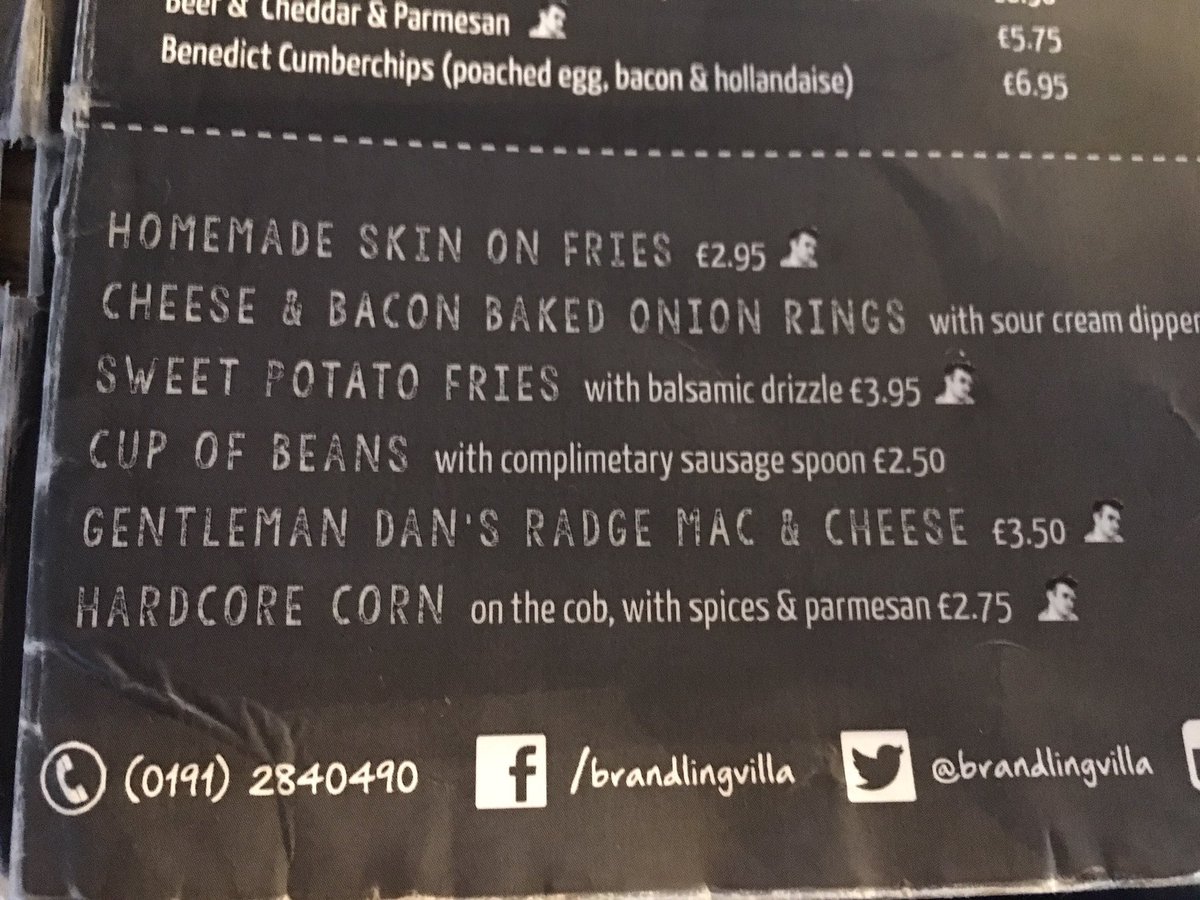 Beer & Cheddar & Parmesan £5.75
Benedict Cumberchips (poached egg, bacon & hollandaise) £6.95
HOMEMADE SKIN ON FRIES £2.95
CHEESE & BACON BAKED ONION RINGS with sour cream dipper
SWEET POTATO FRIES with balsamic drizzle £3.95
CUP OF BEANS with complimetary sausage spoon £2.50
GENTLEMAN DAN'S RADGE MAC & CHEESE £3.50
HARDCORE CORN on the cob, with spices & parmesan £2.75
(0191) 2840490 /brandlingvilla @brandlingvilla